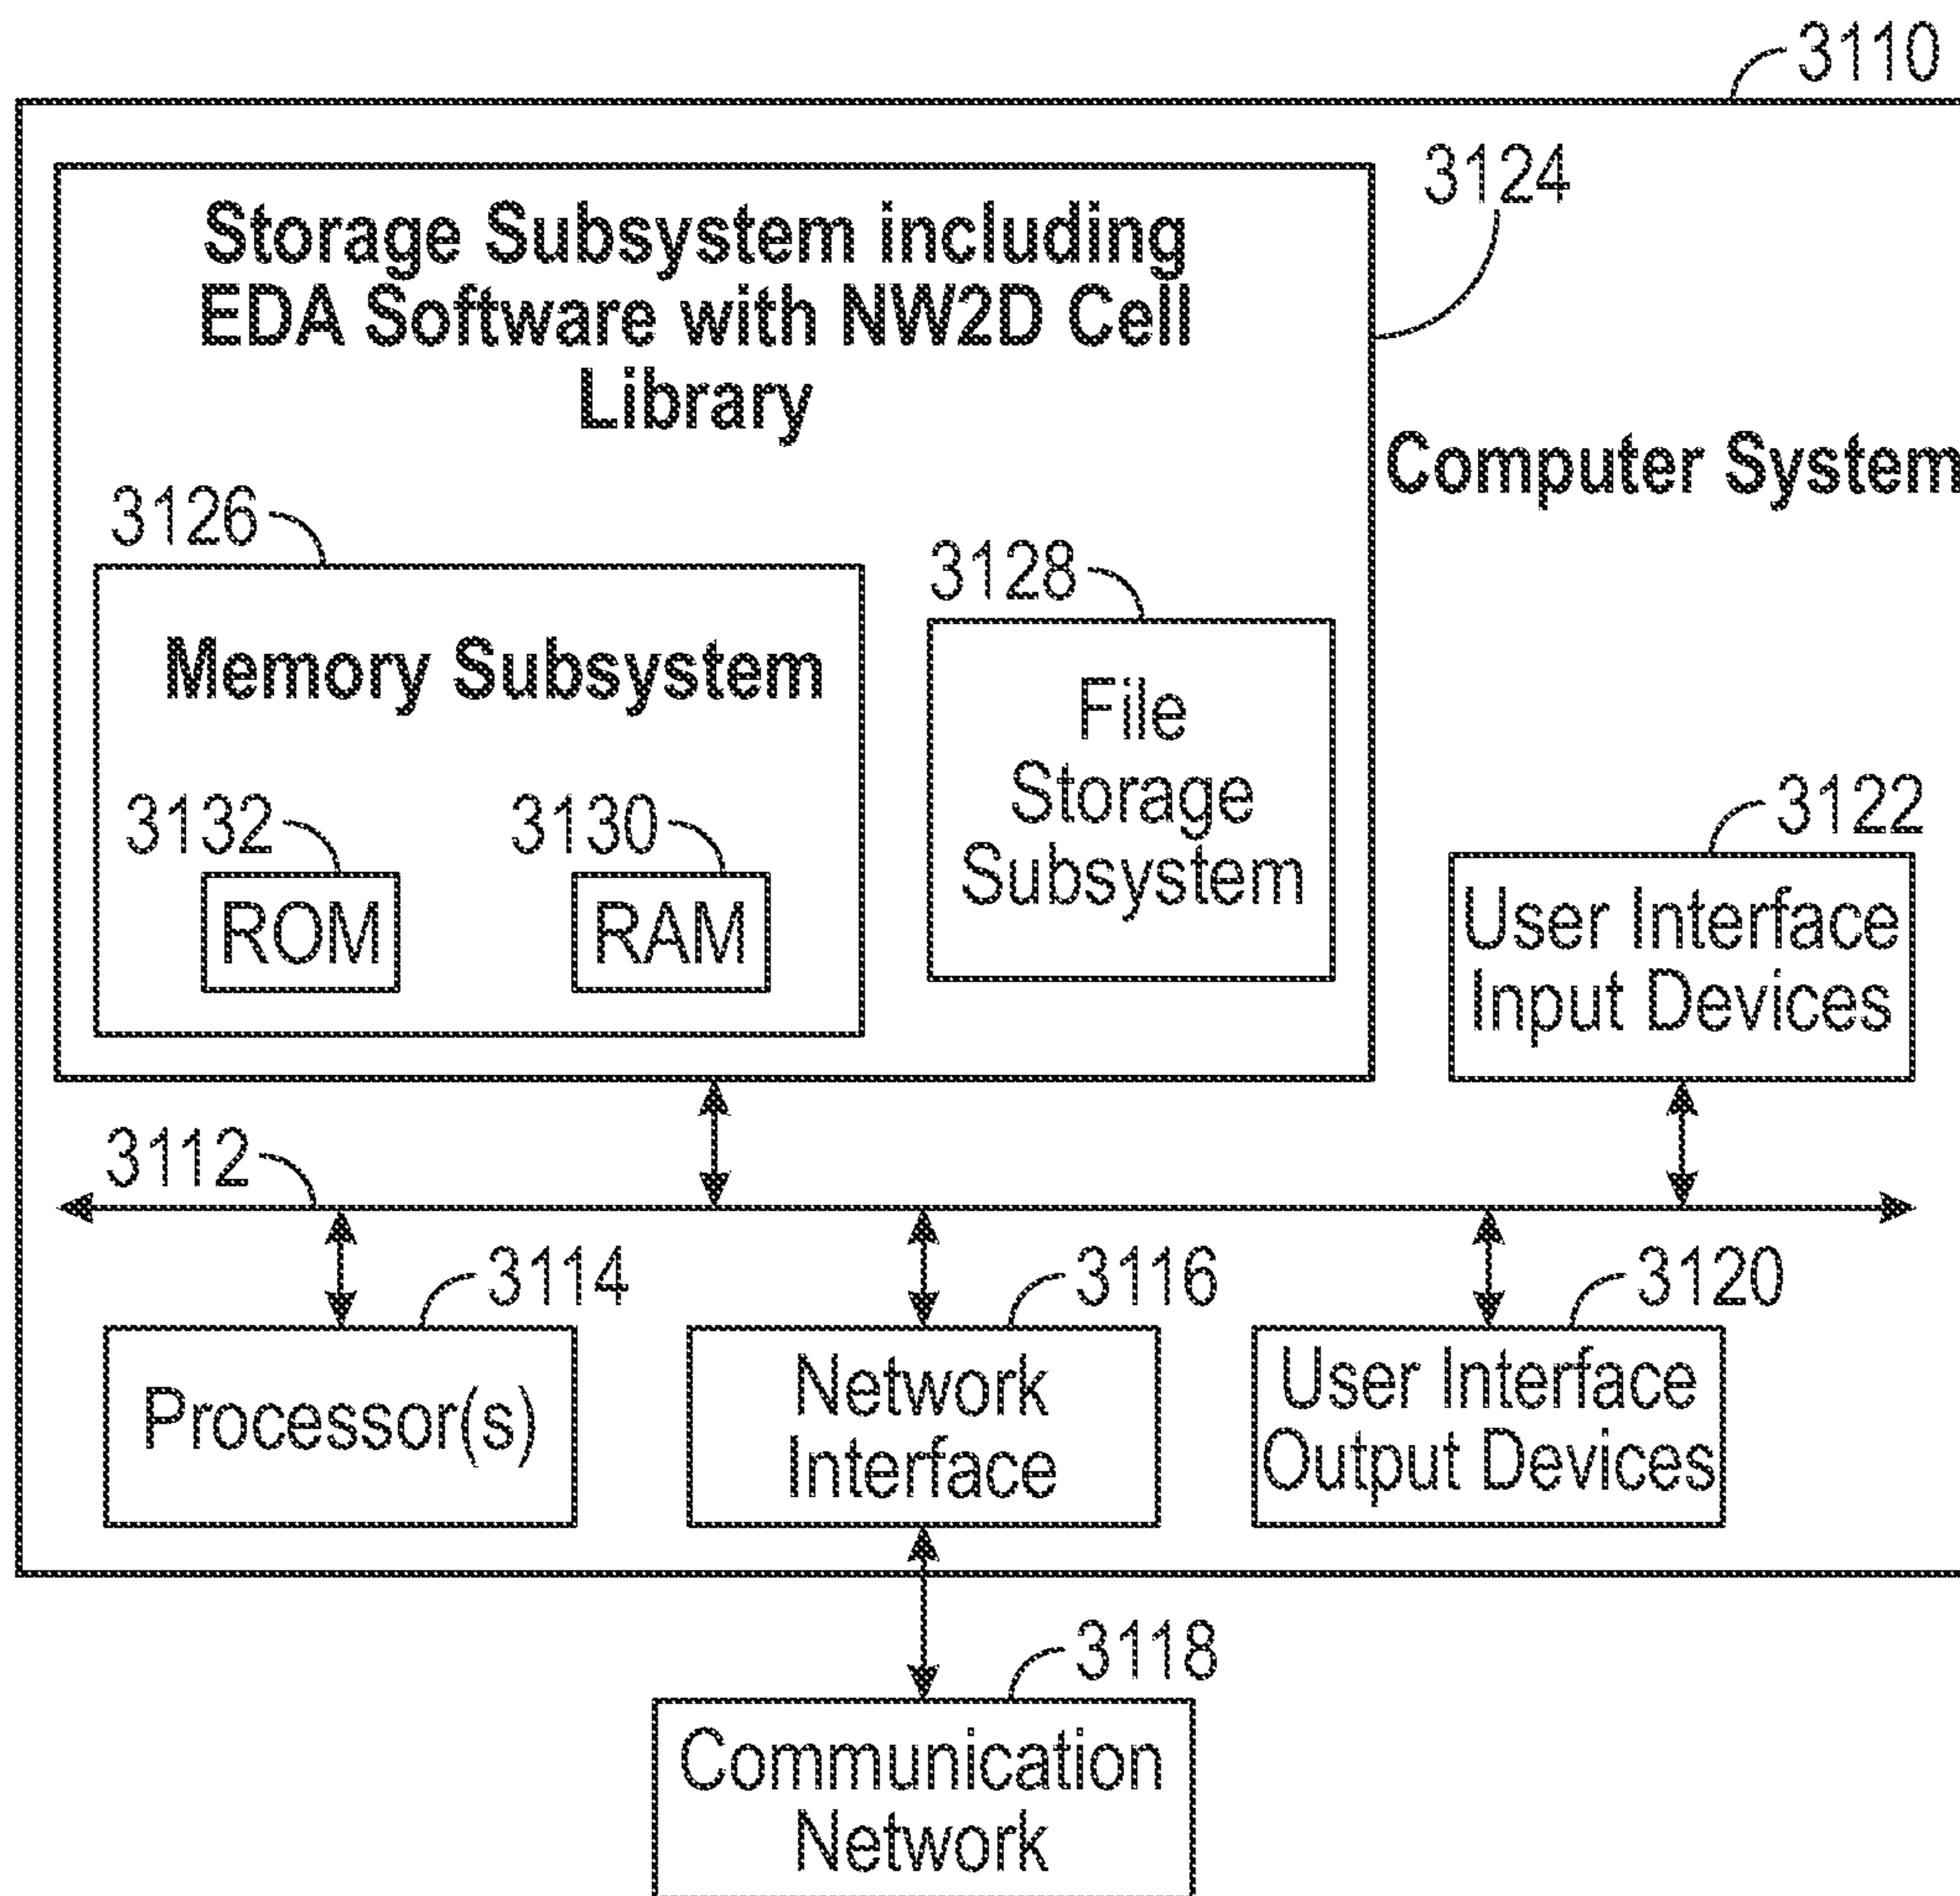 3110
3124
Storage Subsystem including
EDA Software with NW2D Cell
Library
Computer System
3126
3128
Memory Subsystem
File
Storage
Subsystem
3132
3130
3122
ROM
RAM
User Interface
Input Devices
3112
3114
3116
3120
Processor(s)
Network
Interface
User Interface
Output Devices
3118
Communication
Network